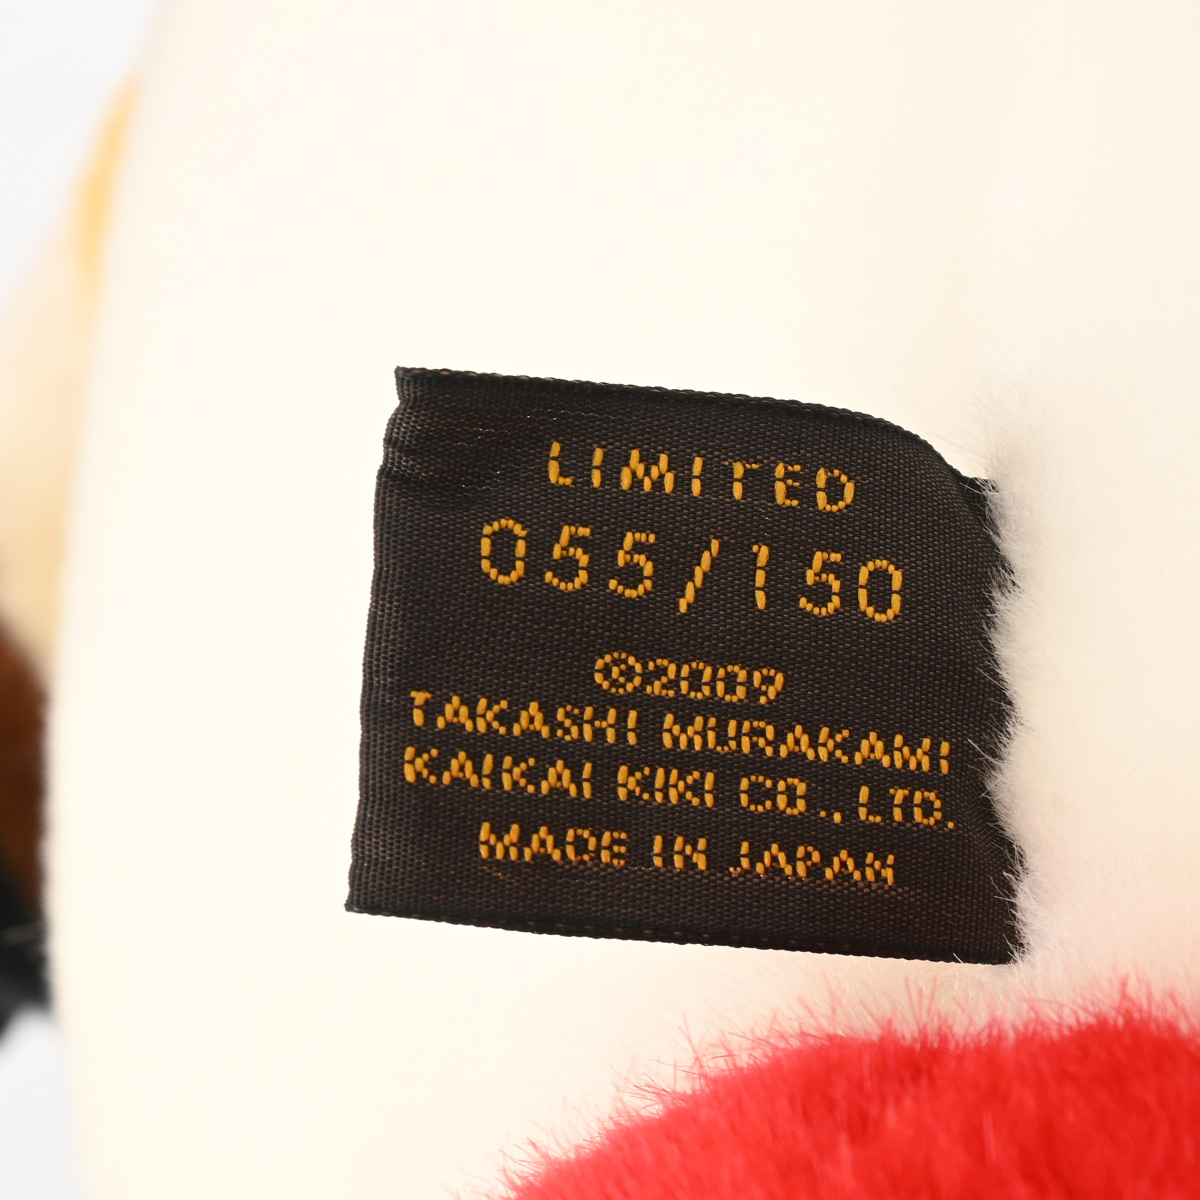 LIMITED
055/150
©2009
TAKASHI MURAKAMI
KAIKAI KIKI CO., LTD.
MADE IN JAPAN